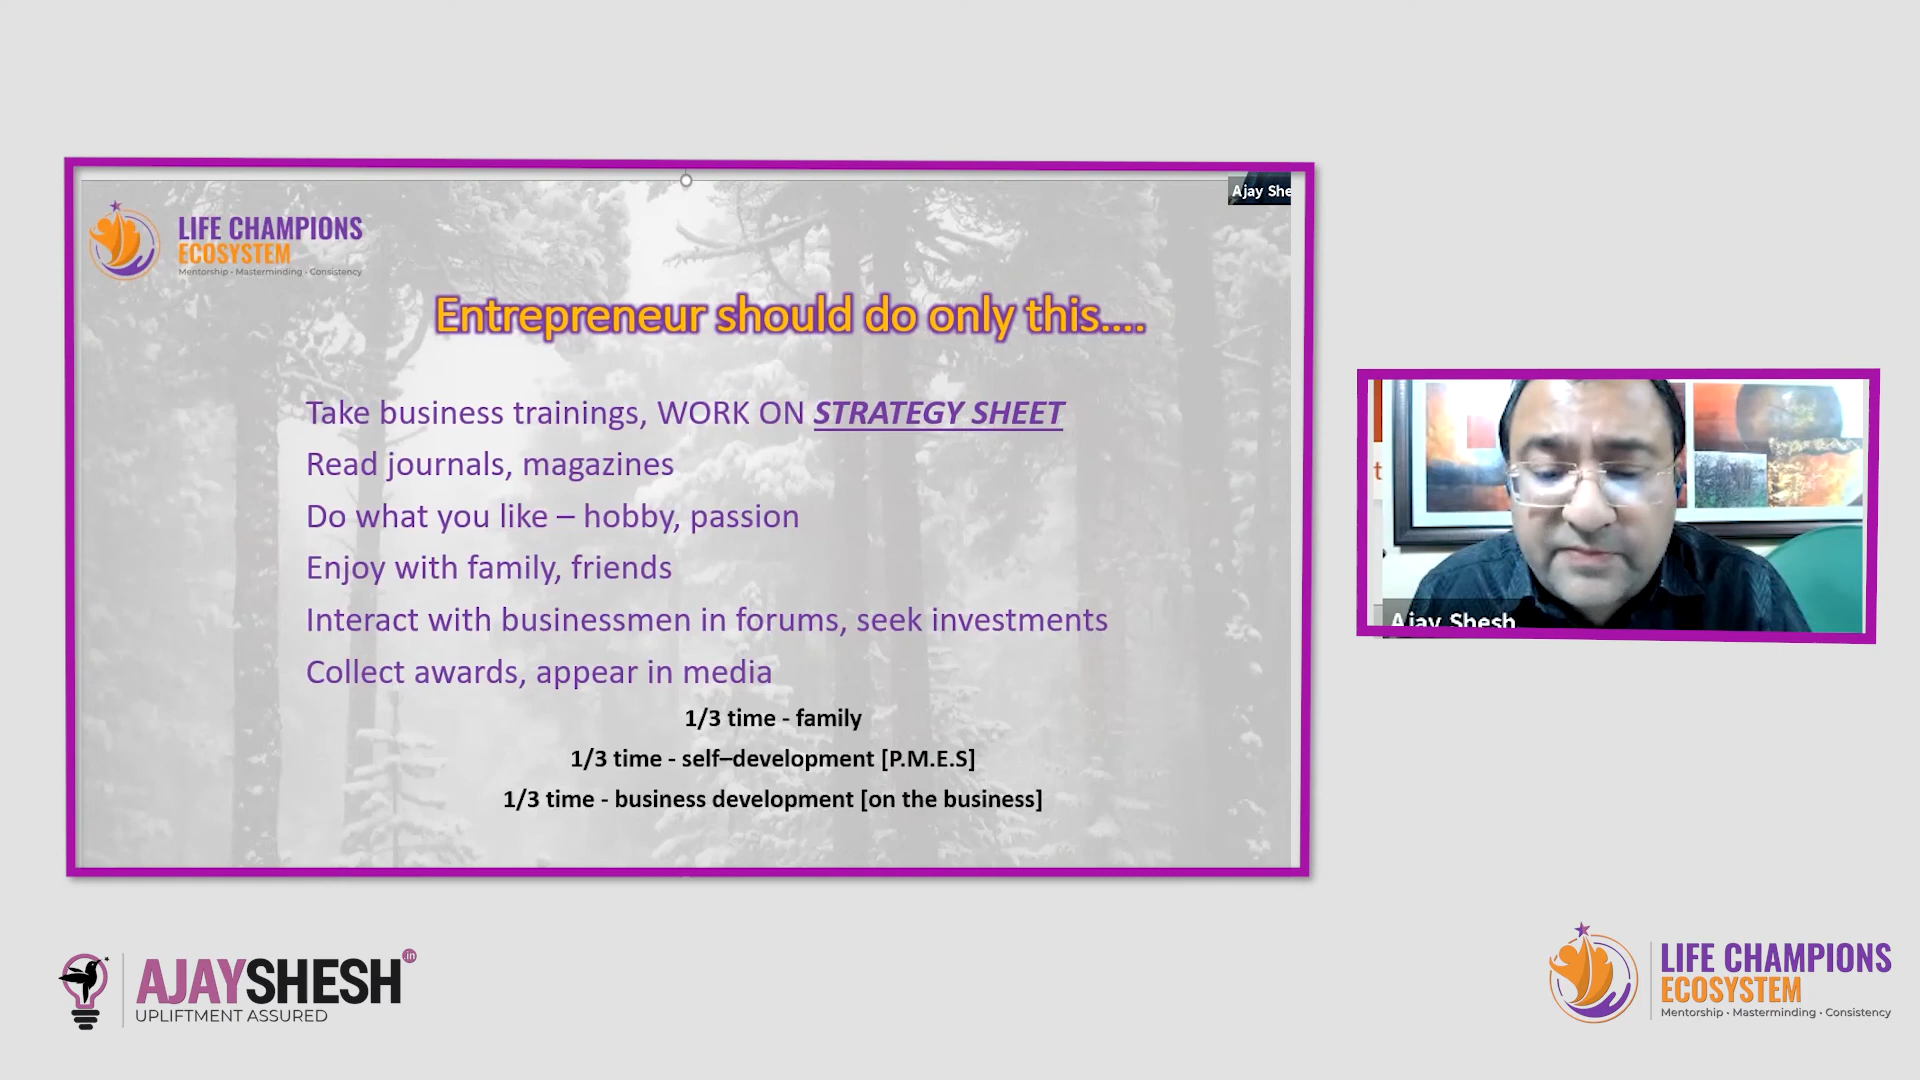 Ajay She
LIFE CHAMPIONS
ECOSYSTEM
Mentorship • Masterminding • Consistency
Entrepreneur should do only this....
Take business trainings, WORK ON STRATEGY SHEET
Read journals, magazines
Do what you like – hobby, passion
Enjoy with family, friends
Interact with businessmen in forums, seek investments
Collect awards, appear in media
1/3 time - family
1/3 time - self–development [P.M.E.S]
1/3 time - business development [on the business]
t
Ajay Shesh
AJAYSHESH.in
UPLIFTMENT ASSURED
LIFE CHAMPIONS
ECOSYSTEM
Mentorship • Masterminding • Consistency